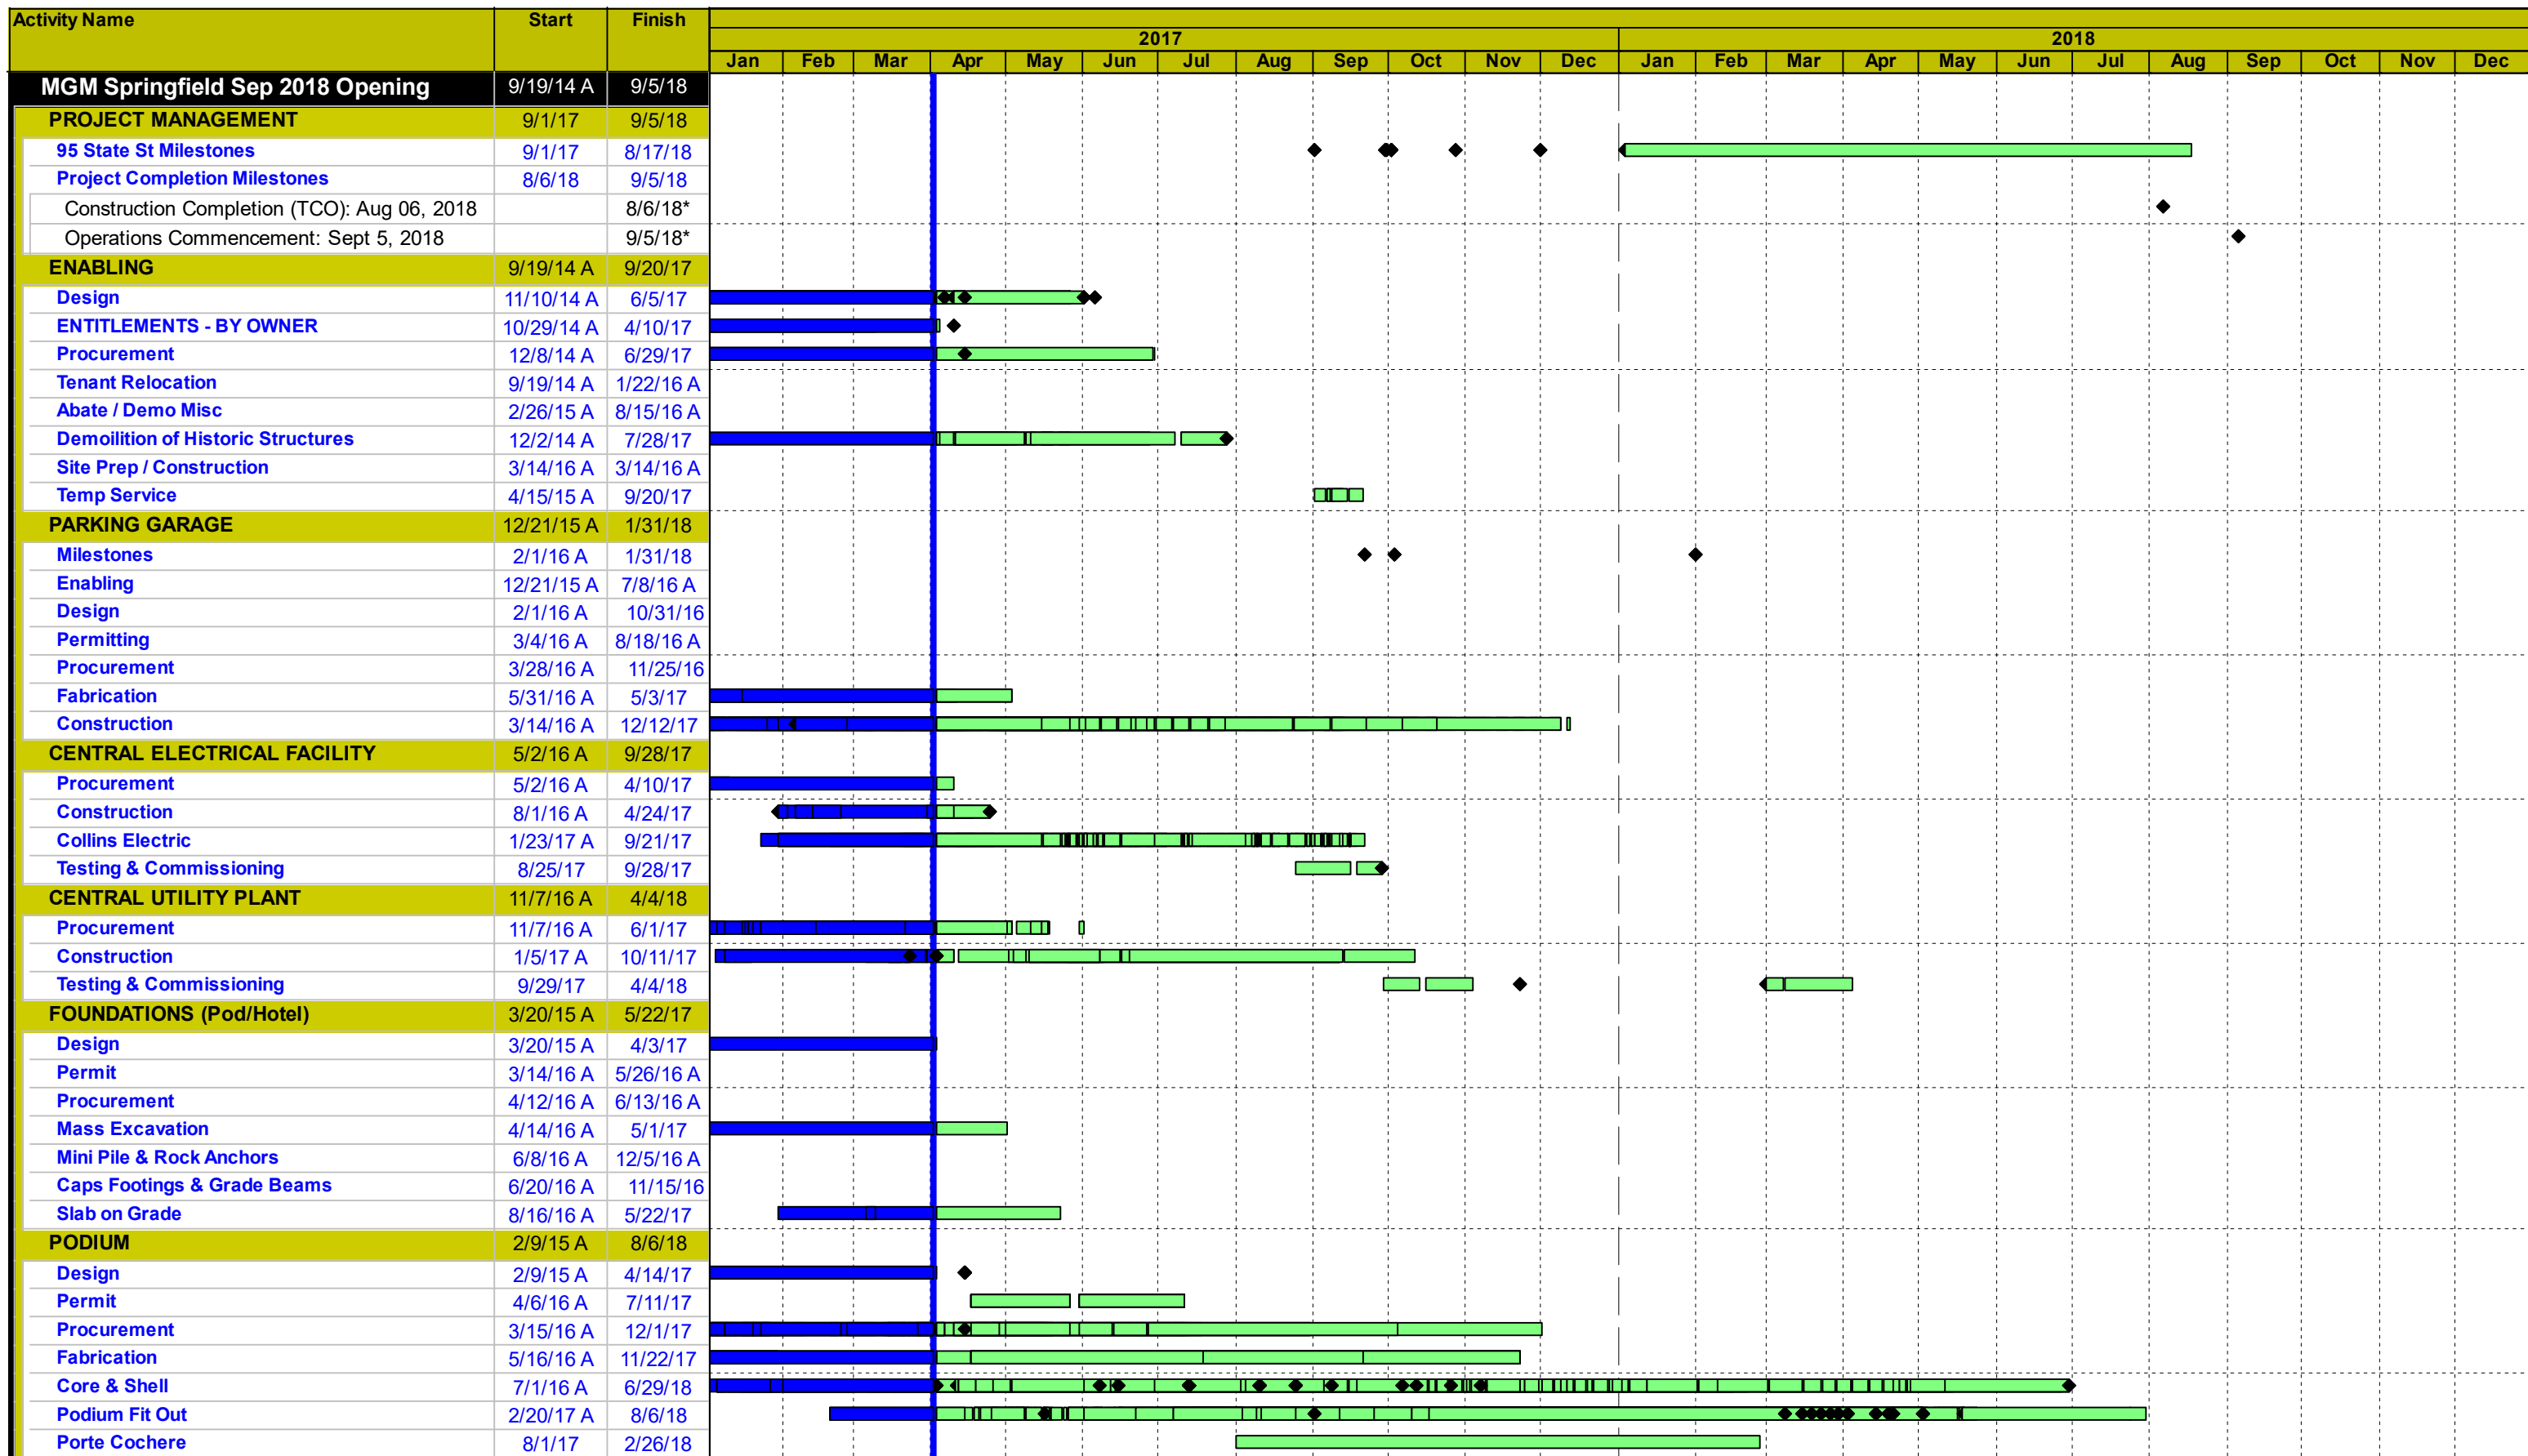 Activity Name Start Finish
2017 2018
Jan Feb Mar Apr May Jun Jul Aug Sep Oct Nov Dec Jan Feb Mar Apr May Jun Jul Aug Sep Oct Nov Dec
MGM Springfield Sep 2018 Opening 9/19/14 A 9/5/18
PROJECT MANAGEMENT 9/1/17 9/5/18
95 State St Milestones 9/1/17 8/17/18
Project Completion Milestones 8/6/18 9/5/18
Construction Completion (TCO): Aug 06, 2018 8/6/18*
Operations Commencement: Sept 5, 2018 9/5/18*
ENABLING 9/19/14 A 9/20/17
Design 11/10/14 A 6/5/17
ENTITLEMENTS - BY OWNER 10/29/14 A 4/10/17
Procurement 12/8/14 A 6/29/17
Tenant Relocation 9/19/14 A 1/22/16 A
Abate / Demo Misc 2/26/15 A 8/15/16 A
Demoilition of Historic Structures 12/2/14 A 7/28/17
Site Prep / Construction 3/14/16 A 3/14/16 A
Temp Service 4/15/15 A 9/20/17
PARKING GARAGE 12/21/15 A 1/31/18
Milestones 2/1/16 A 1/31/18
Enabling 12/21/15 A 7/8/16 A
Design 2/1/16 A 10/31/16
Permitting 3/4/16 A 8/18/16 A
Procurement 3/28/16 A 11/25/16
Fabrication 5/31/16 A 5/3/17
Construction 3/14/16 A 12/12/17
CENTRAL ELECTRICAL FACILITY 5/2/16 A 9/28/17
Procurement 5/2/16 A 4/10/17
Construction 8/1/16 A 4/24/17
Collins Electric 1/23/17 A 9/21/17
Testing & Commissioning 8/25/17 9/28/17
CENTRAL UTILITY PLANT 11/7/16 A 4/4/18
Procurement 11/7/16 A 6/1/17
Construction 1/5/17 A 10/11/17
Testing & Commissioning 9/29/17 4/4/18
FOUNDATIONS (Pod/Hotel) 3/20/15 A 5/22/17
Design 3/20/15 A 4/3/17
Permit 3/14/16 A 5/26/16 A
Procurement 4/12/16 A 6/13/16 A
Mass Excavation 4/14/16 A 5/1/17
Mini Pile & Rock Anchors 6/8/16 A 12/5/16 A
Caps Footings & Grade Beams 6/20/16 A 11/15/16
Slab on Grade 8/16/16 A 5/22/17
PODIUM 2/9/15 A 8/6/18
Design 2/9/15 A 4/14/17
Permit 4/6/16 A 7/11/17
Procurement 3/15/16 A 12/1/17
Fabrication 5/16/16 A 11/22/17
Core & Shell 7/1/16 A 6/29/18
Podium Fit Out 2/20/17 A 8/6/18
Porte Cochere 8/1/17 2/26/18